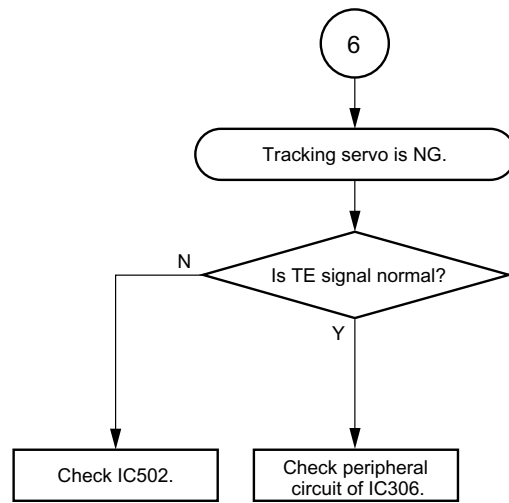 6
Tracking servo is NG.
Is TE signal normal?
N
Y
Check IC502.
Check peripheral
circuit of IC306.